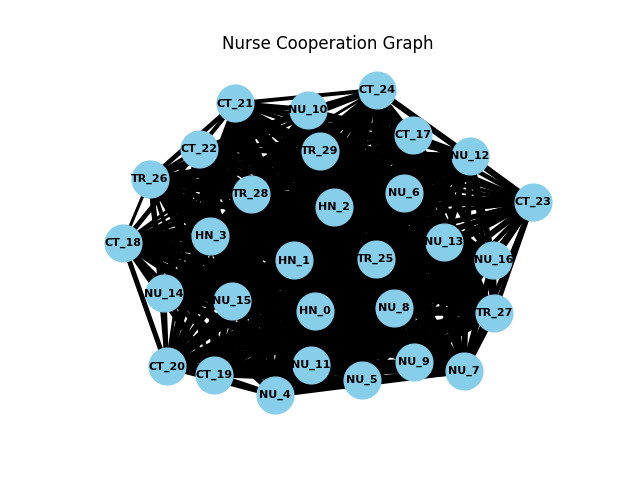 Nurse Cooperation Graph
CT_24
CT_21
NU_10
CT_17
CT_22
TR_29
NU_12
TR_26
TR_28
NU_6
CT_23
HN_2
HN_3
NU_13
CT_18
HN_1
TR_25
NU_16
NU_14
NU_15
NU_8
HN_0
TR_27
NU_11
NU_9
CT_20
NU_7
CT_19
NU_5
NU_4